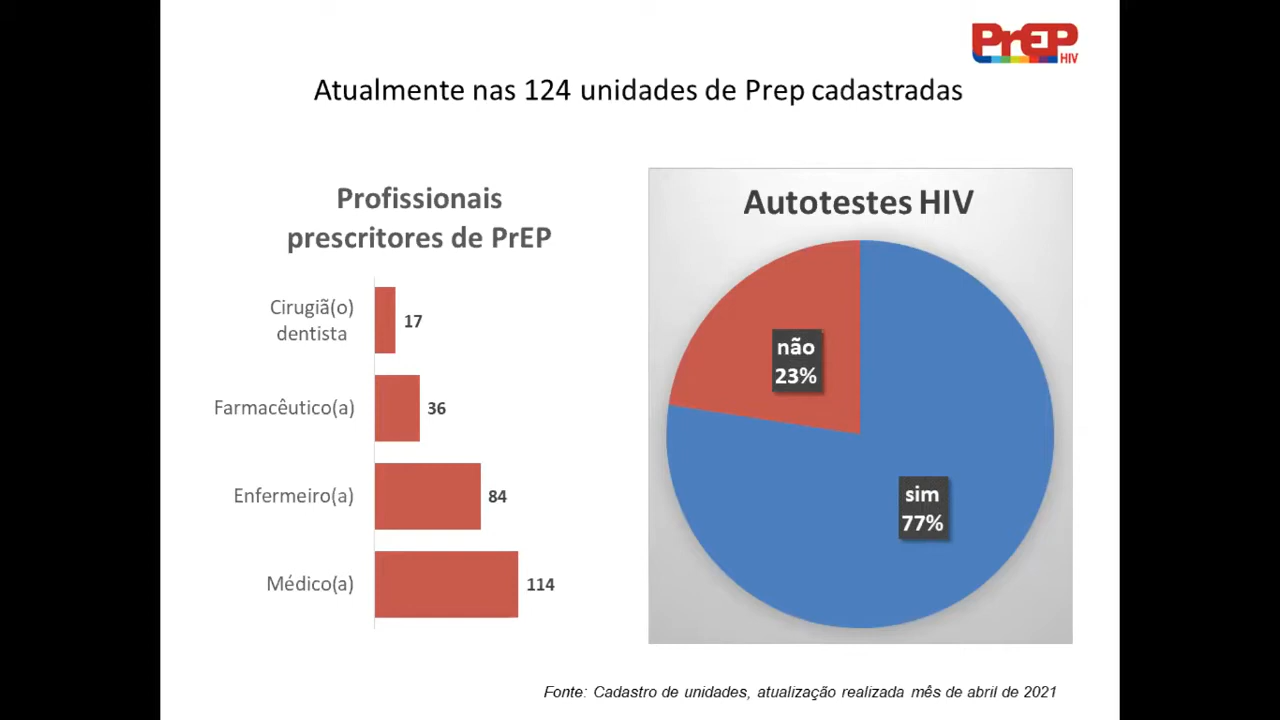 PrEP
HIV
Atualmente nas 124 unidades de Prep cadastradas
Profissionais
prescritores de PrEP
Cirugiã(o)
dentista
17
Farmacêutico(a)
36
Enfermeiro(a)
84
Médico(a)
114
Autotestes HIV
não
23%
sim
77%
Fonte: Cadastro de unidades, atualização realizada mês de abril de 2021